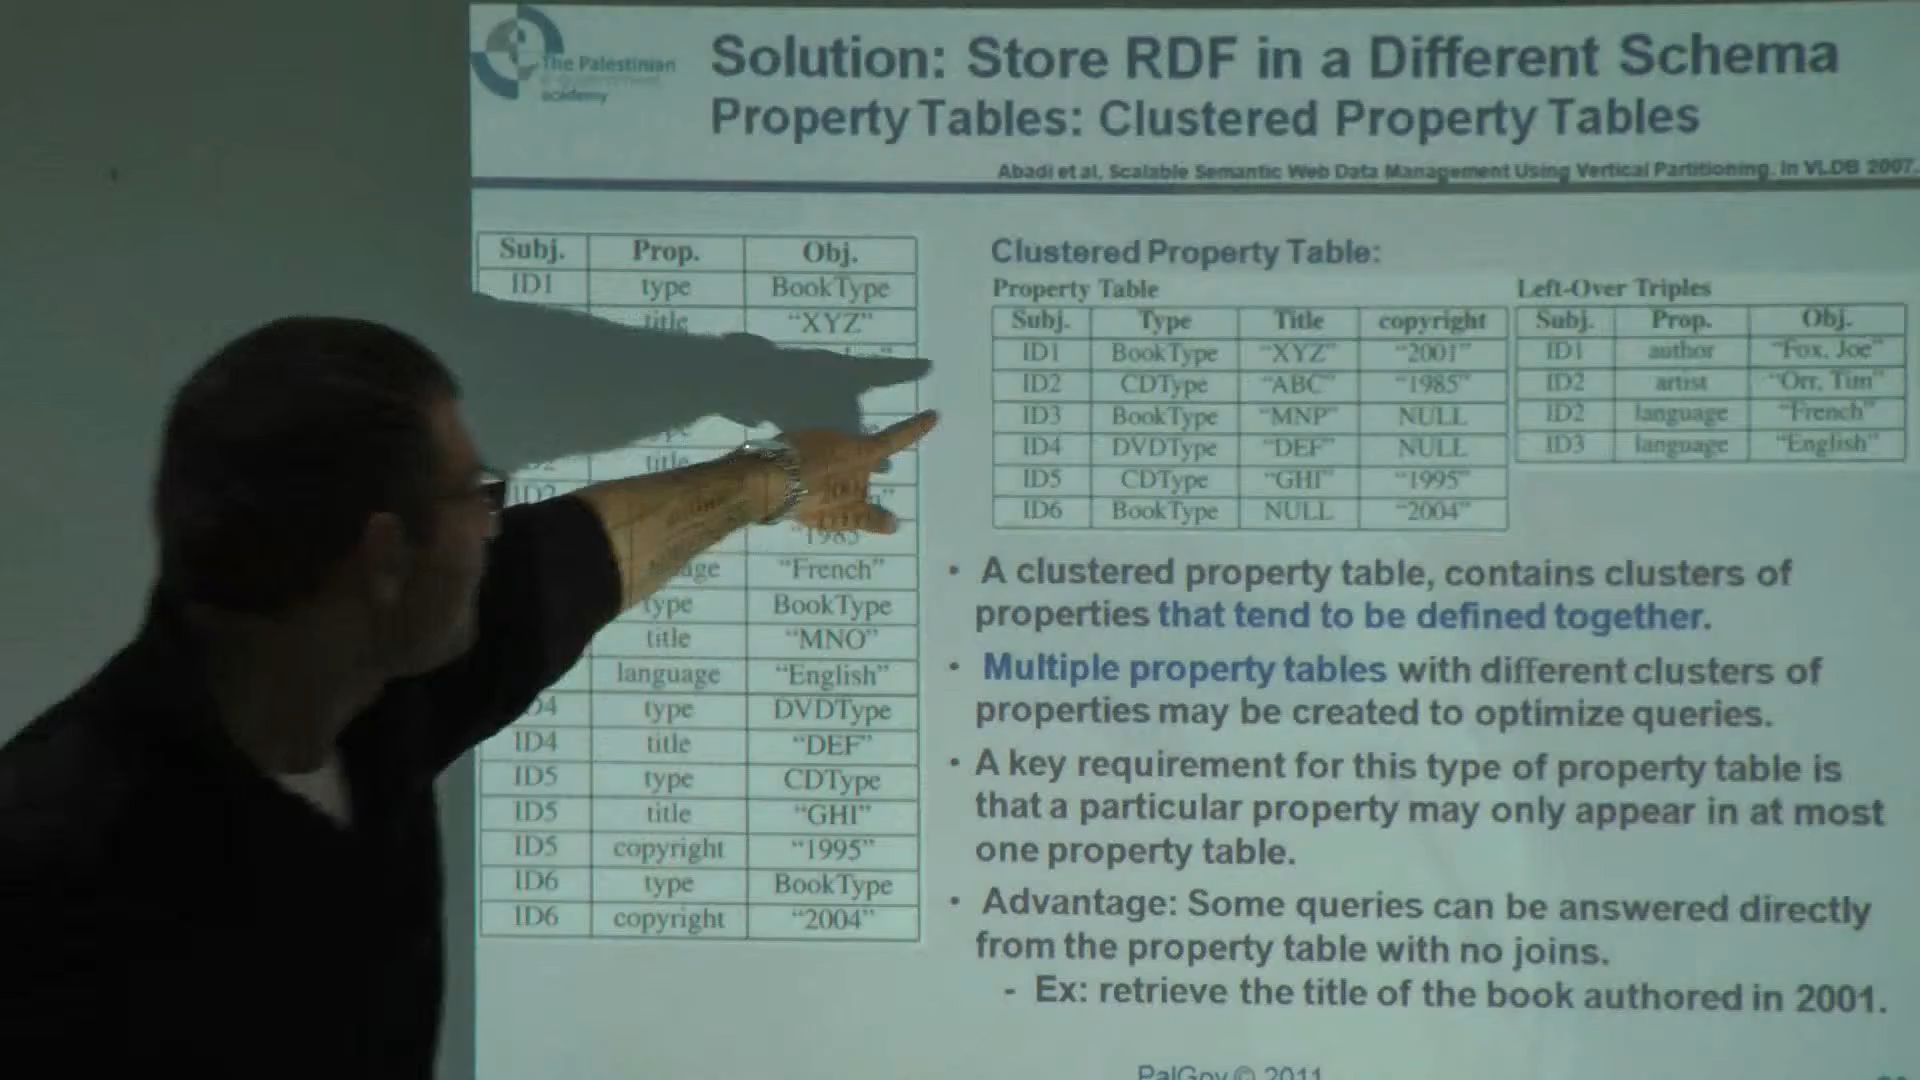 The Palestinian
academy
Solution: Store RDF in a Different Schema
Property Tables: Clustered Property Tables
Abadi et al, Scalable Semantic Web Data Management Using Vertical Partitioning. In VLDB 2007.
Subj. Prop. Obj.
ID1 type BookType
title "XYZ"
title
ID2
"1985"
"French"
type BookType
title "MNO"
language "English"
type DVDType
ID4 title "DEF"
ID5 type CDType
ID5 title "GHI"
ID5 copyright "1995"
ID6 type BookType
ID6 copyright "2004"
Clustered Property Table:
Property Table
Subj. Type Title copyright
ID1 BookType "XYZ" "2001"
ID2 CDType "ABC" "1985"
ID3 BookType "MNP" NULL
ID4 DVDType "DEF" NULL
ID5 CDType "GHI" "1995"
ID6 BookType NULL "2004"
Left-Over Triples
Subj. Prop. Obj.
ID1 author "Fox, Joe"
ID2 artist "Orr, Tim"
ID2 language "French"
ID3 language "English"
• A clustered property table, contains clusters of
properties that tend to be defined together.
• Multiple property tables with different clusters of
properties may be created to optimize queries.
• A key requirement for this type of property table is
that a particular property may only appear in at most
one property table.
• Advantage: Some queries can be answered directly
from the property table with no joins.
- Ex: retrieve the title of the book authored in 2001.
PalGov © 2011